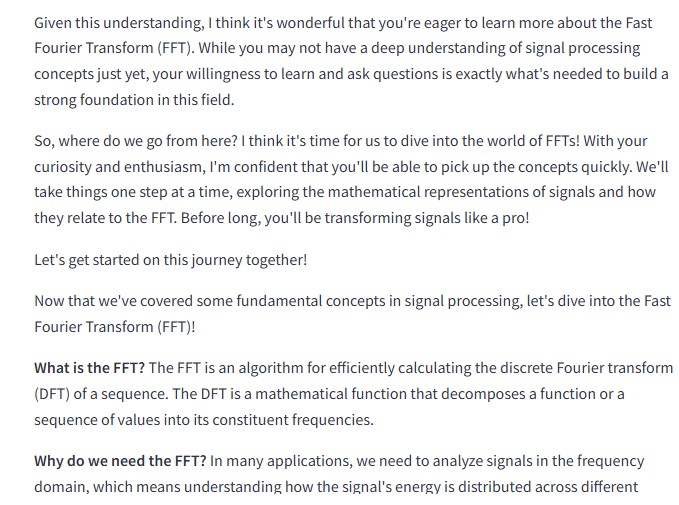 Given this understanding, I think it's wonderful that you're eager to learn more about the Fast
Fourier Transform (FFT). While you may not have a deep understanding of signal processing
concepts just yet, your willingness to learn and ask questions is exactly what's needed to build a
strong foundation in this field.
So, where do we go from here? I think it's time for us to dive into the world of FFTs! With your
curiosity and enthusiasm, I'm confident that you'll be able to pick up the concepts quickly. We'll
take things one step at a time, exploring the mathematical representations of signals and how
they relate to the FFT. Before long, you'll be transforming signals like a pro!
Let's get started on this journey together!
Now that we've covered some fundamental concepts in signal processing, let's dive into the Fast
Fourier Transform (FFT)!
What is the FFT? The FFT is an algorithm for efficiently calculating the discrete Fourier transform
(DFT) of a sequence. The DFT is a mathematical function that decomposes a function or a
sequence of values into its constituent frequencies.
Why do we need the FFT? In many applications, we need to analyze signals in the frequency
domain, which means understanding how the signal's energy is distributed across different